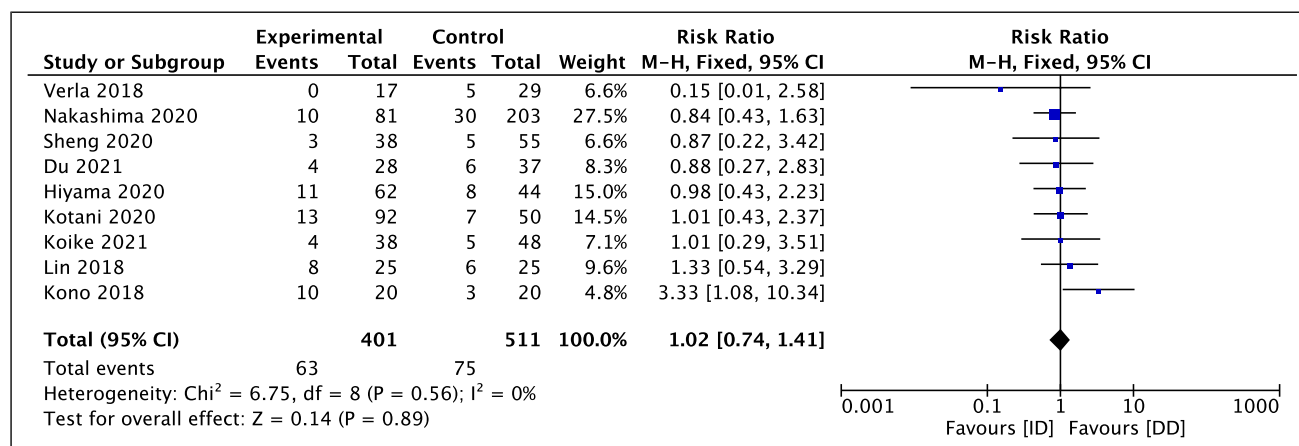 Experimental Control Risk Ratio Risk Ratio
Study or Subgroup Events Total Events Total Weight M-H, Fixed, 95% CI M-H, Fixed, 95% CI
Verla 2018 0 17 5 29 6.6% 0.15 [0.01, 2.58]
Nakashima 2020 10 81 30 203 27.5% 0.84 [0.43, 1.63]
Sheng 2020 3 38 5 55 6.6% 0.87 [0.22, 3.42]
Du 2021 4 28 6 37 8.3% 0.88 [0.27, 2.83]
Hiyama 2020 11 62 8 44 15.0% 0.98 [0.43, 2.23]
Kotani 2020 13 92 7 50 14.5% 1.01 [0.43, 2.37]
Koike 2021 4 38 5 48 7.1% 1.01 [0.29, 3.51]
Lin 2018 8 25 6 25 9.6% 1.33 [0.54, 3.29]
Kono 2018 10 20 3 20 4.8% 3.33 [1.08, 10.34]
Total (95% CI) 401 511 100.0% 1.02 [0.74, 1.41]
Total events 63 75
Heterogeneity: Chi² = 6.75, df = 8 (P = 0.56); I² = 0%
Test for overall effect: Z = 0.14 (P = 0.89)
0.001 0.1 1 10 1000
Favours [ID] Favours [DD]